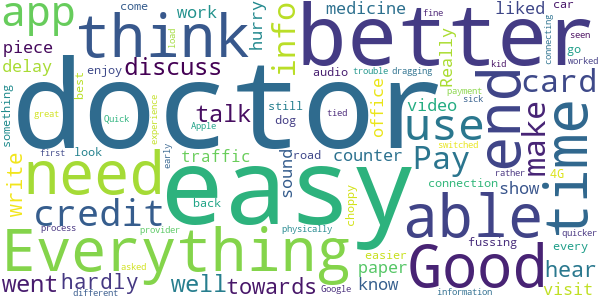 app
come
work
hurry
medicine
fine
liked
car
seen
worked
think
info
better
connecting
go
piece
load
enjoy
discuss
audio
trouble
dragging
Really
kid
delay
best
doctor
office
video
use
end
card
something
great
Quick
experience
Apple
talk
still
dog
tied
payment
sick
make
time
switched
first
look
early
traffic
sound
road
counter
Pay
rather
4G
write
need
easy
back
choppy
connection
show
every
process
provider
credit
able
quicker
physically
easier
fussing
Everything
asked
paper
Good
hear
went
hardly
well
towards
know
visit
different
Google
information